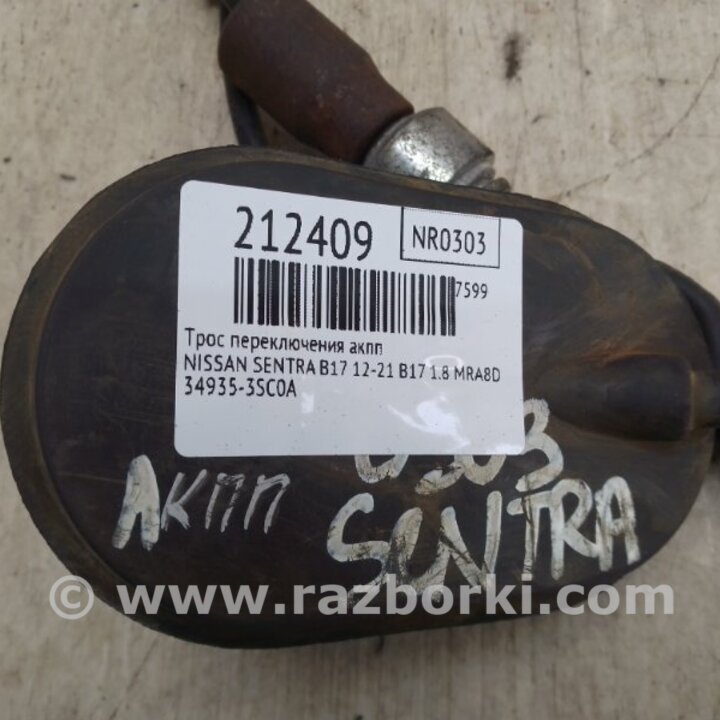 212409
NR0303
7599
Трос переключения акпп
NISSAN SENTRA B17 12-21 B17 1.8 MRA8D
34935-3SC0A
0303
АКПП
SENTRA
© www.razborki.com